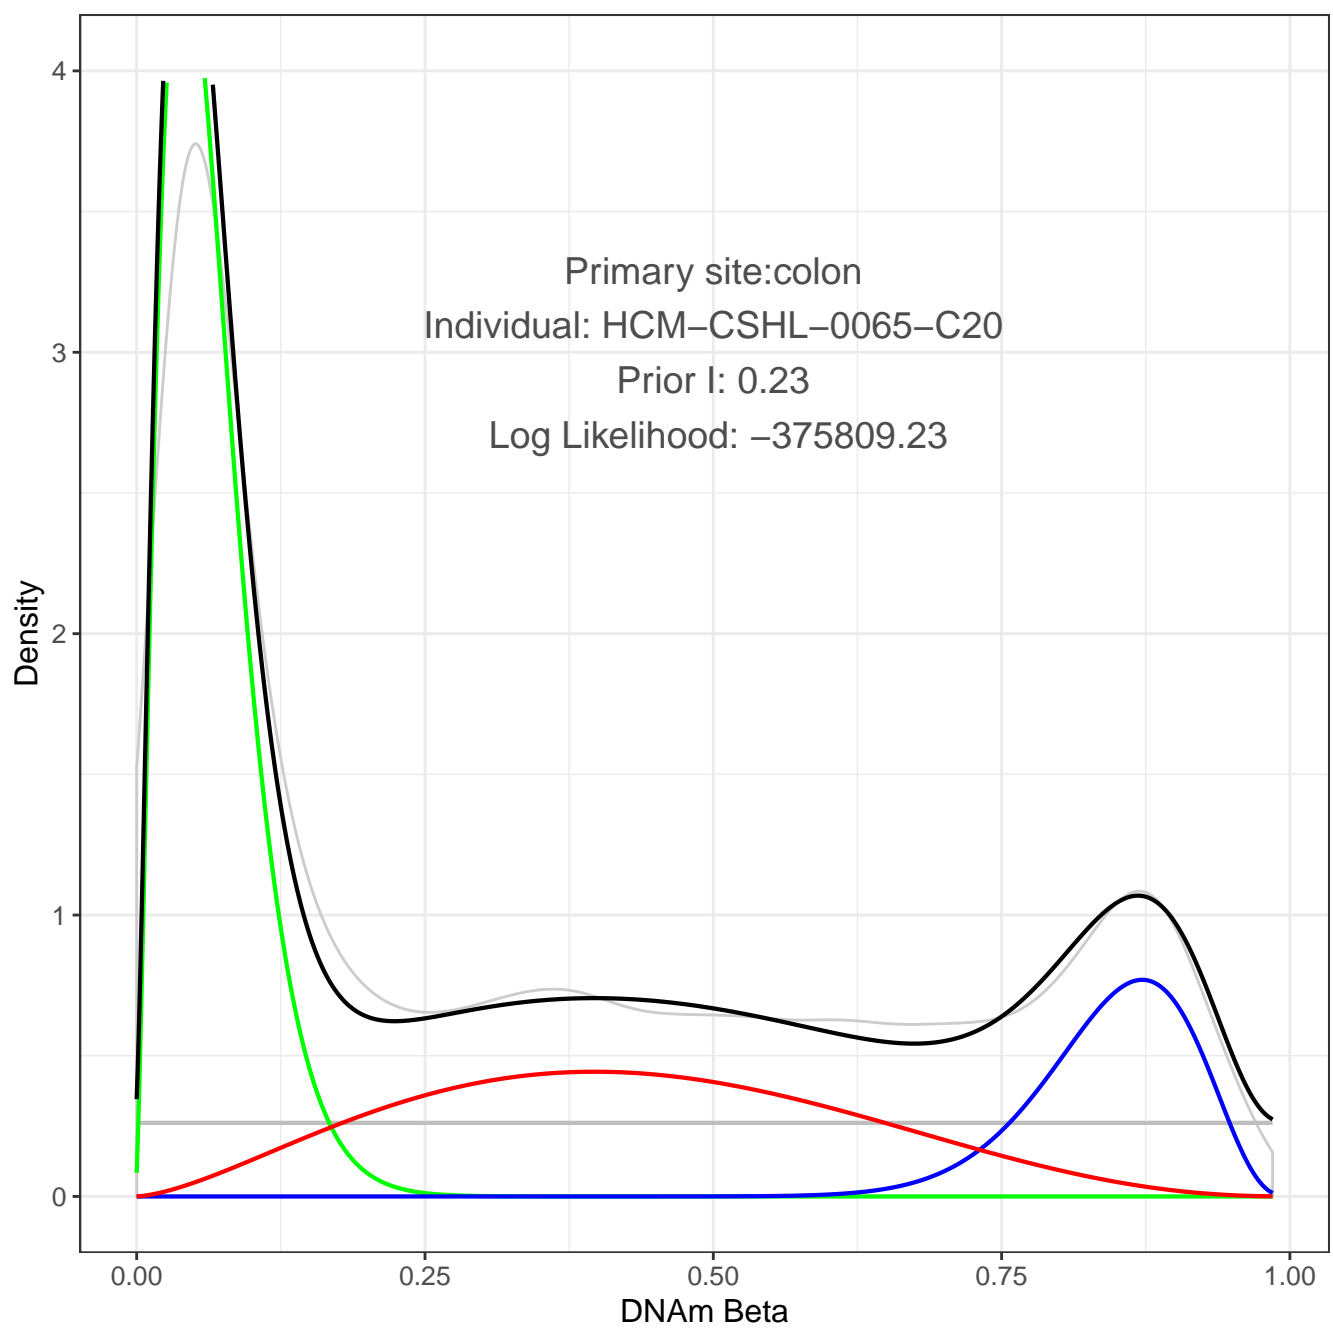 4
3
2
1
0
Density
Primary site:colon
Individual: HCM−CSHL−0065−C20
Prior I: 0.23
Log Likelihood: −375809.23
0.00 0.25 0.50 0.75 1.00
DNAm Beta